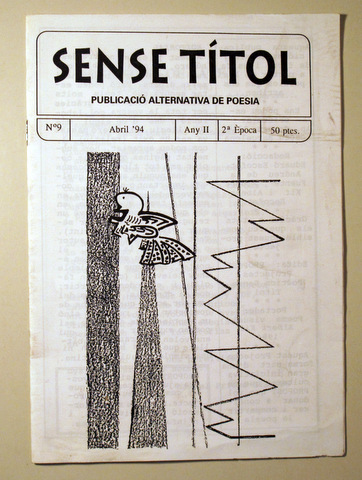 SENSE TÍTOL
PUBLICACIÓ ALTERNATIVA DE POESIA
Nº9 Abril '94 Any II 2ª Època 50 ptes.